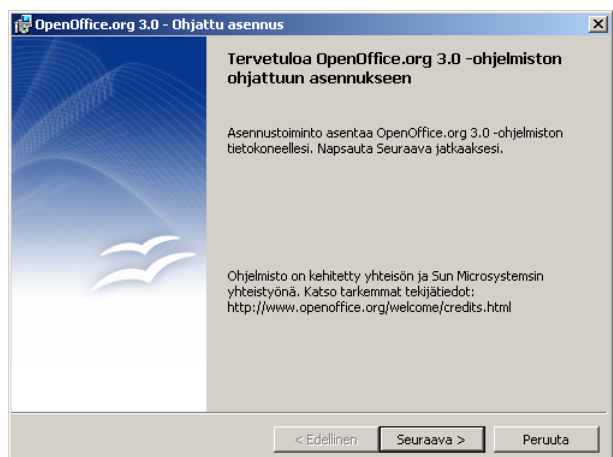 OpenOffice.org 3.0 - Ohjattu asennus
Tervetuloa OpenOffice.org 3.0 -ohjelmiston
ohjattuun asennukseen
Asennustoiminto asentaa OpenOffice.org 3.0 -ohjelmiston
tietokoneellesi. Napsauta Seuraava jatkaaksesi.
Ohjelmisto on kehitetty yhteisön ja Sun Microsystemsin
yhteistyönä. Katso tarkemmat tekijätiedot:
http://www.openoffice.org/welcome/credits.html
< Edellinen
Seuraava >
Peruuta